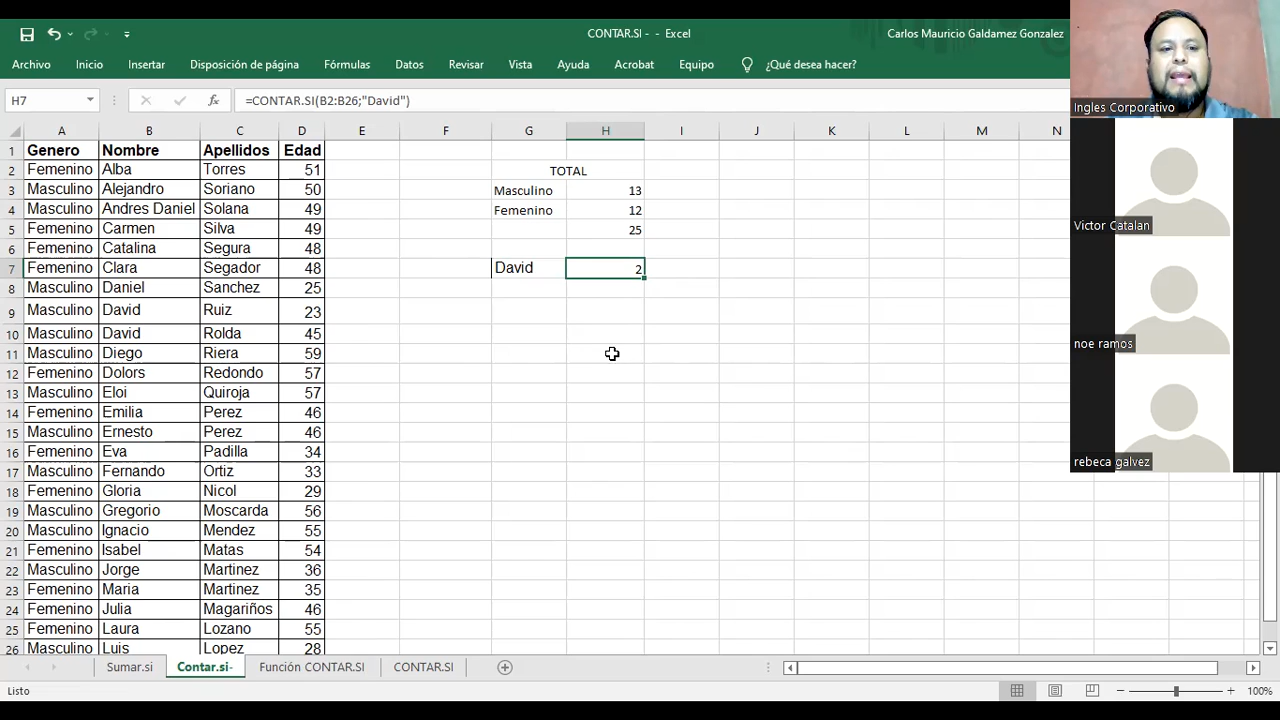 CONTAR.SI - - Excel
Carlos Mauricio Galdamez Gonzalez
Archivo Inicio Insertar Disposición de página Fórmulas Datos Revisar Vista Ayuda Acrobat Equipo ¿Qué desea hacer?
H7 fx =CONTAR.SI(B2:B26;"David")
A B C D E F G H I J K L M N
1 Genero Nombre Apellidos Edad
2 Femenino Alba Torres 51 TOTAL
3 Masculino Alejandro Soriano 50 Masculino 13
4 Masculino Andres Daniel Solana 49 Femenino 12
5 Femenino Carmen Silva 49 25
6 Femenino Catalina Segura 48
7 Femenino Clara Segador 48 David 2
8 Masculino Daniel Sanchez 25
9 Masculino David Ruiz 23
10 Masculino David Rolda 45
11 Masculino Diego Riera 59
12 Femenino Dolors Redondo 57
13 Masculino Eloi Quiroja 57
14 Femenino Emilia Perez 46
15 Masculino Ernesto Perez 46
16 Femenino Eva Padilla 34
17 Masculino Fernando Ortiz 33
18 Femenino Gloria Nicol 29
19 Masculino Gregorio Moscarda 56
20 Masculino Ignacio Mendez 55
21 Femenino Isabel Matas 54
22 Masculino Jorge Martinez 36
23 Femenino Maria Martinez 35
24 Femenino Julia Magariños 46
25 Femenino Laura Lozano 55
26 Masculino Luis Lopez 28
Sumar.si Contar.si- Función CONTAR.SI CONTAR.SI
Listo 100%
Ingles Corporativo
Victor Catalan
noe ramos
rebeca galvez